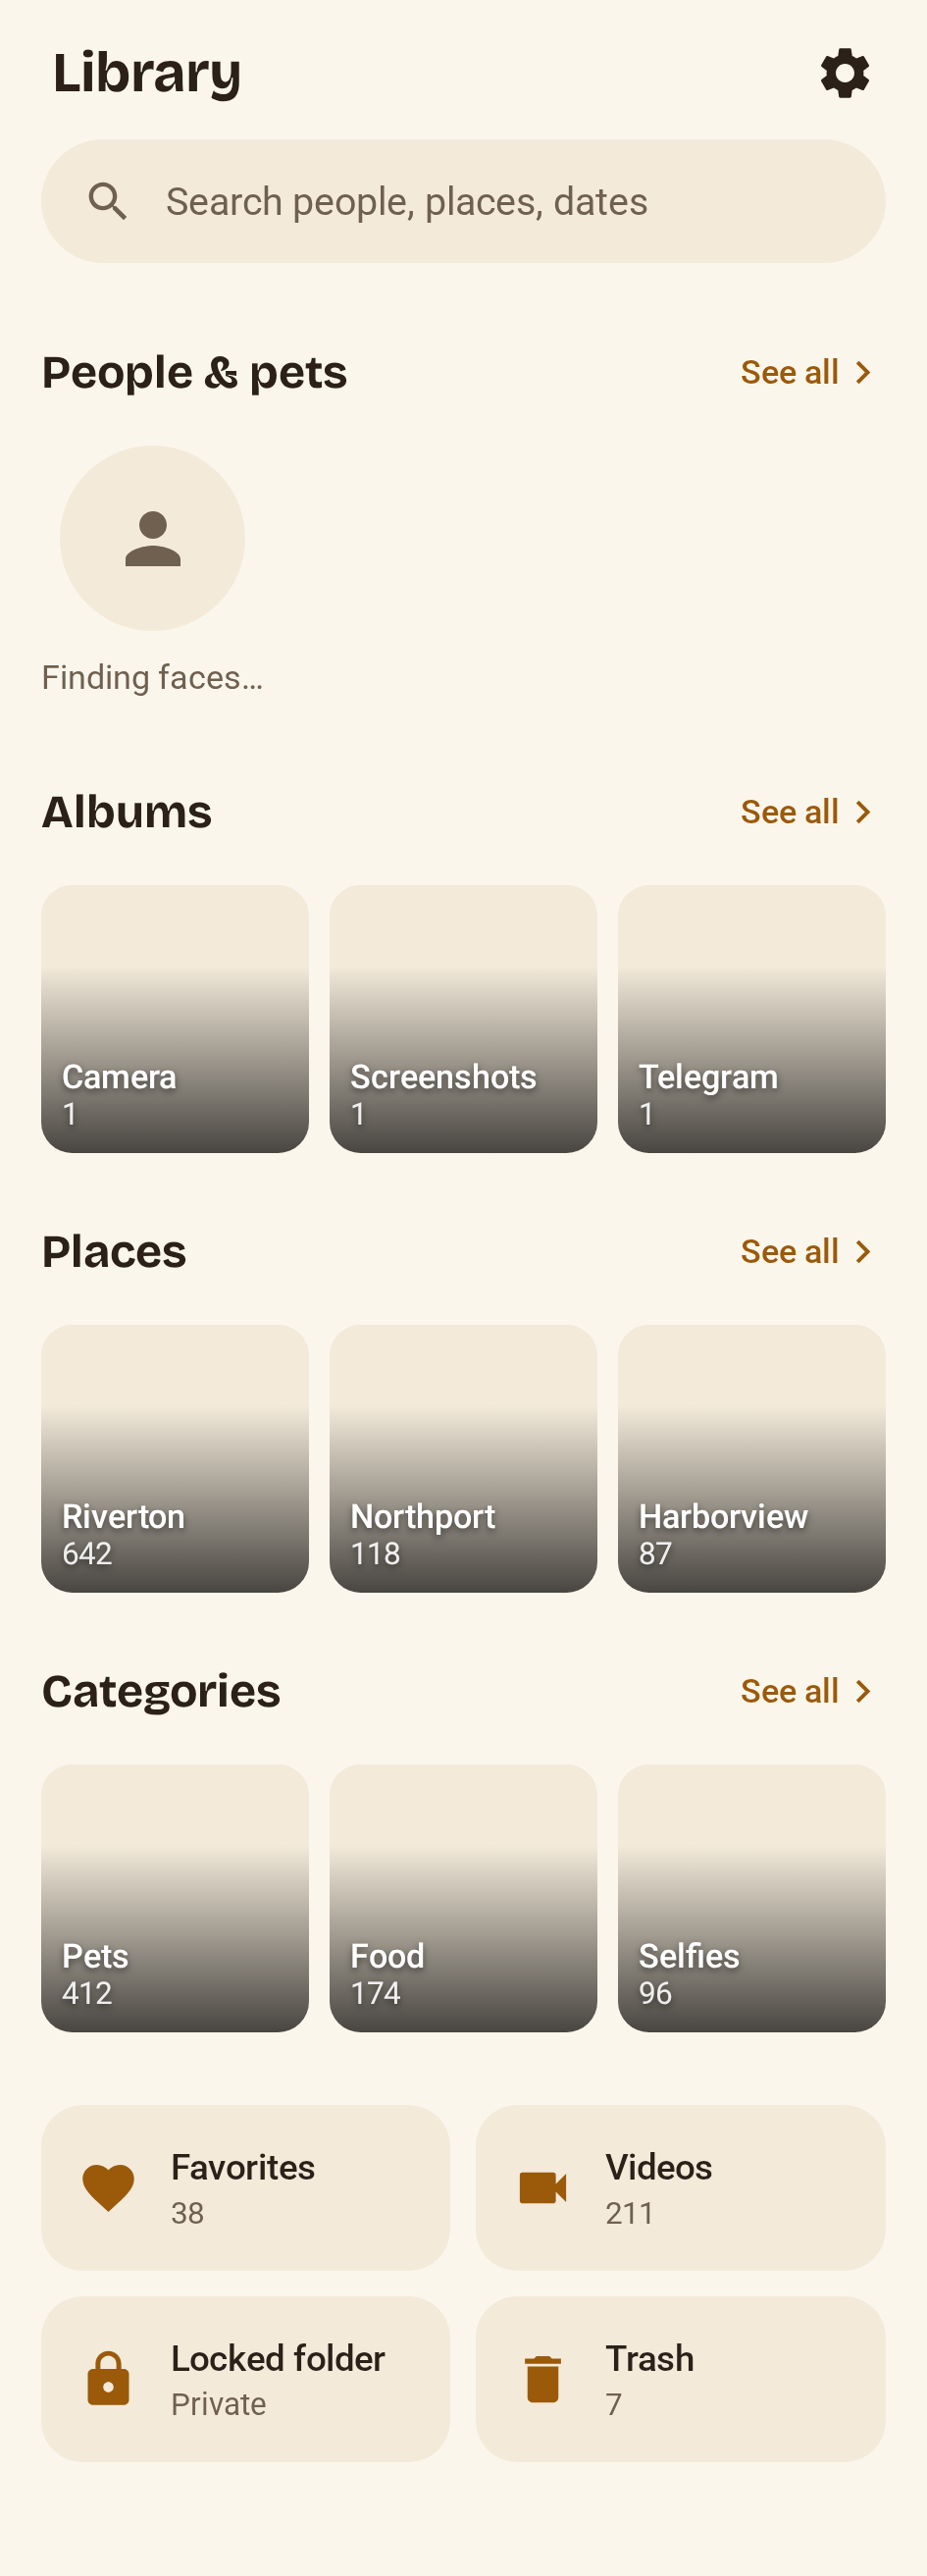 Library
Search people, places, dates
People & pets
See all
Finding faces…
Albums
See all
Camera
1
Screenshots
1
Telegram
1
Places
See all
Riverton
642
Northport
118
Harborview
87
Categories
See all
Pets
412
Food
174
Selfies
96
Favorites
38
Videos
211
Locked folder
Private
Trash
7